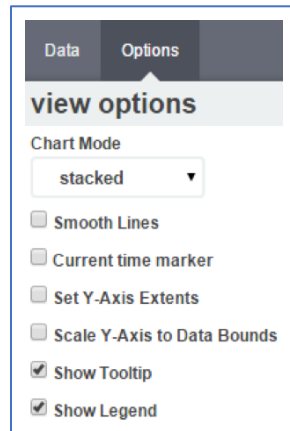 Data Options
view options
Chart Mode
stacked
Smooth Lines
Current time marker
Set Y-Axis Extents
Scale Y-Axis to Data Bounds
Show Tooltip
Show Legend